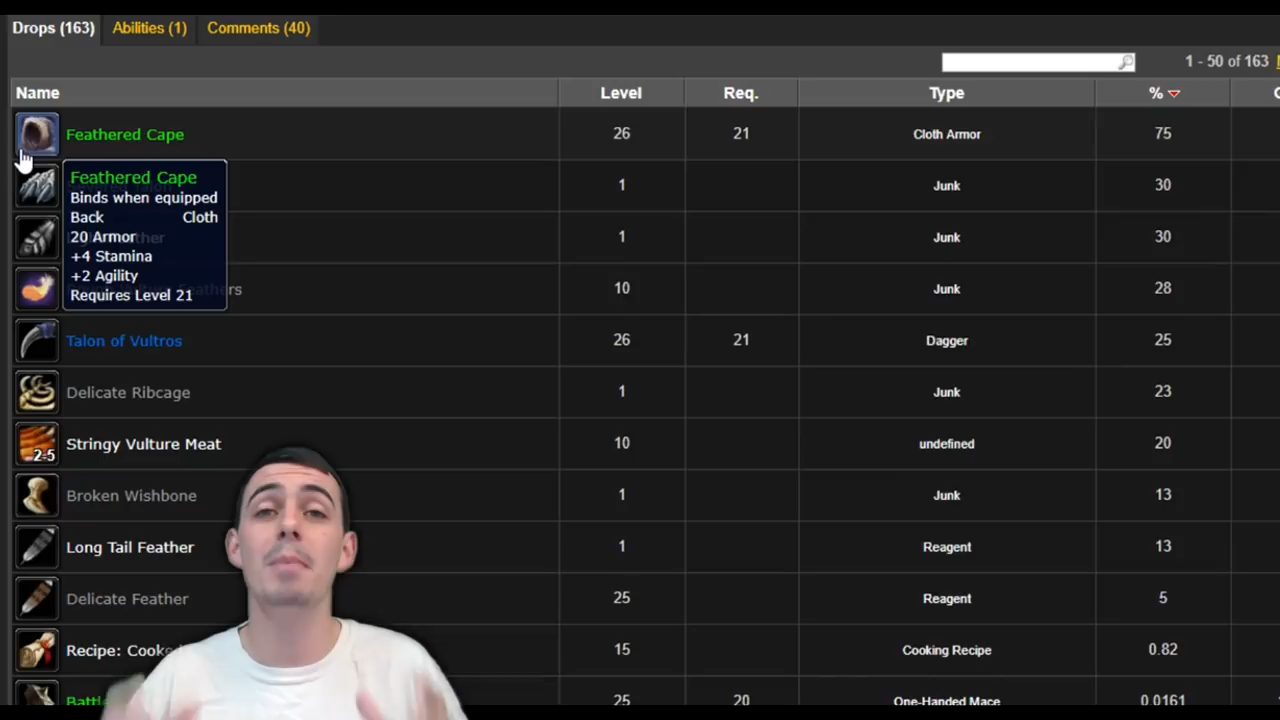 Drops (163) Abilities (1) Comments (40)
1 - 50 of 163
Name Level Req. Type %
Feathered Cape 26 21 Cloth Armor 75
Feathered Cape
Binds when equipped
Back Cloth
20 Armor
+4 Stamina
+2 Agility
Requires Level 21
1 Junk 30
1 Junk 30
10 Junk 28
Talon of Vultros 26 21 Dagger 25
Delicate Ribcage 1 Junk 23
2-5 Stringy Vulture Meat 10 undefined 20
Broken Wishbone 1 Junk 13
Long Tail Feather 1 Reagent 13
Delicate Feather 25 Reagent 5
Recipe: 15 Cooking Recipe 0.82
25 20 One-Handed Mace 0.0161